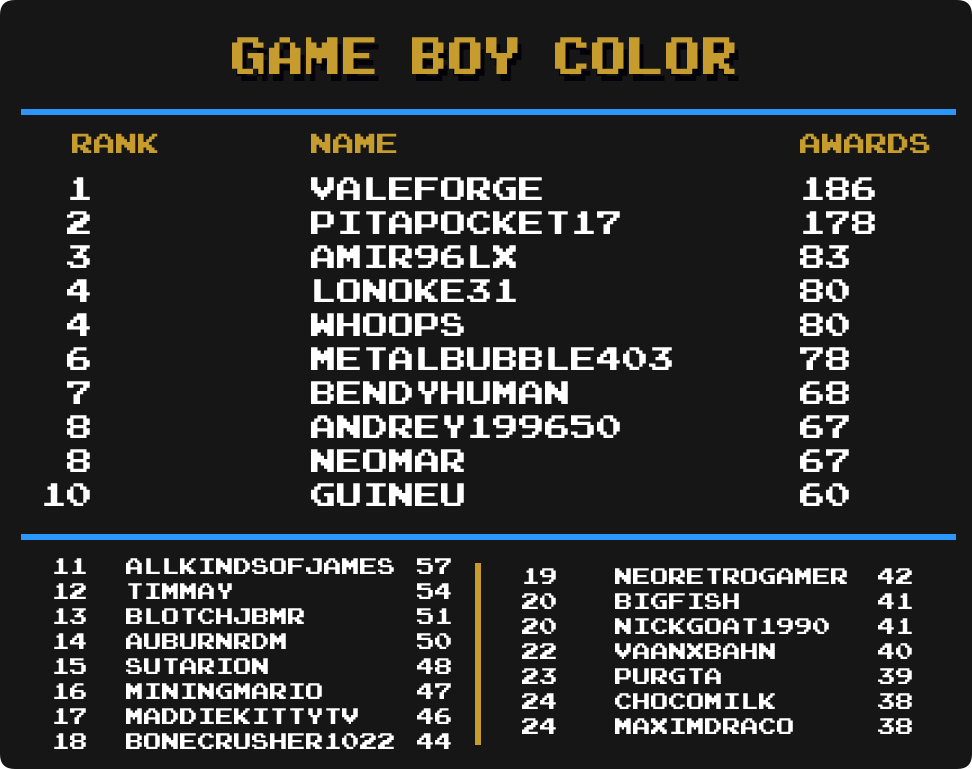 GAME BOY COLOR
RANK NAME AWARDS
1 VALEFORGE 186
2 PITAPOCKET17 178
3 AMIR96LX 83
4 LONOKE31 80
4 WHOOPS 80
6 METALBUBBLE403 78
7 BENDYHUMAN 68
8 ANDREY199650 67
8 NEOMAR 67
10 GUINEU 60
11 ALLKINDSOFJAMES 57
12 TIMMAY 54
13 BLOTCHJBMR 51
14 AUBURNRDM 50
15 SUTARION 48
16 MININGMARIO 47
17 MADDIEKITTYTV 46
18 BONECRUSHER1022 44
19 NEORETROGAMER 42
20 BIGFISH 41
20 NICKGOAT1990 41
22 VAANXBAHN 40
23 PURGTA 39
24 CHOCOMILK 38
24 MAXIMDRACO 38